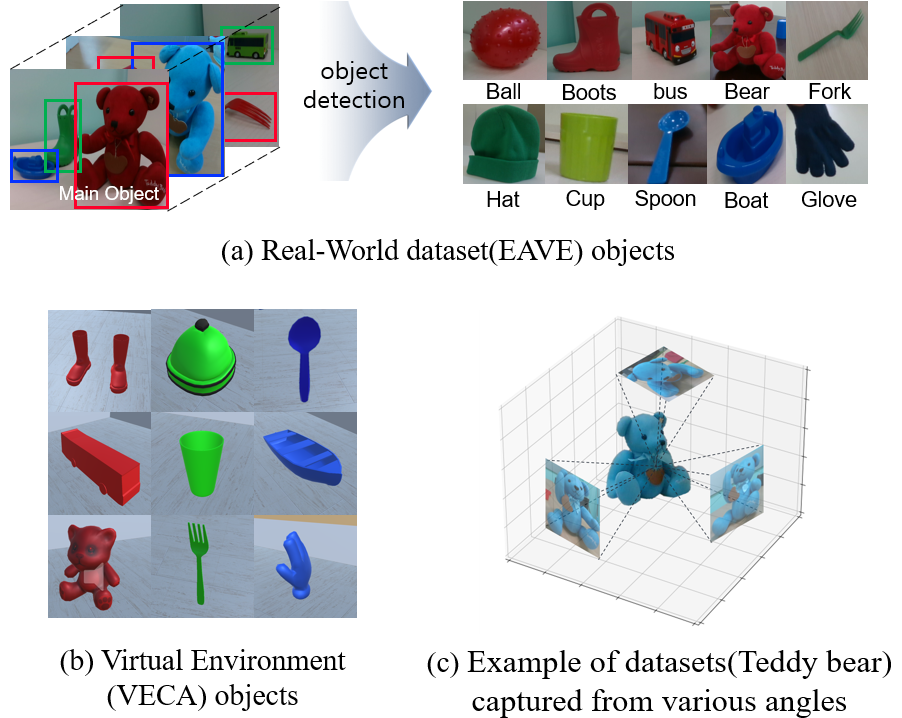 object
detection
Main Object
Ball Boots bus Bear Fork
Hat Cup Spoon Boat Glove
(a) Real-World dataset(EAVE) objects
(b) Virtual Environment
(VECA) objects
(c) Example of datasets(Teddy bear)
captured from various angles